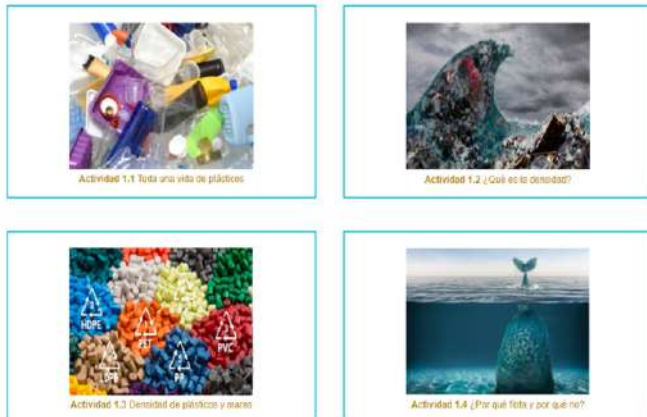 Actividad 1.1 Toda una vida de plásticos
Actividad 1.2 ¿Qué es la densidad?
HDPE
PET
PVC
LDPE
PP
Actividad 1.3 Densidad de plásticos y mares
Actividad 1.4 ¿Por qué flota y por qué no?